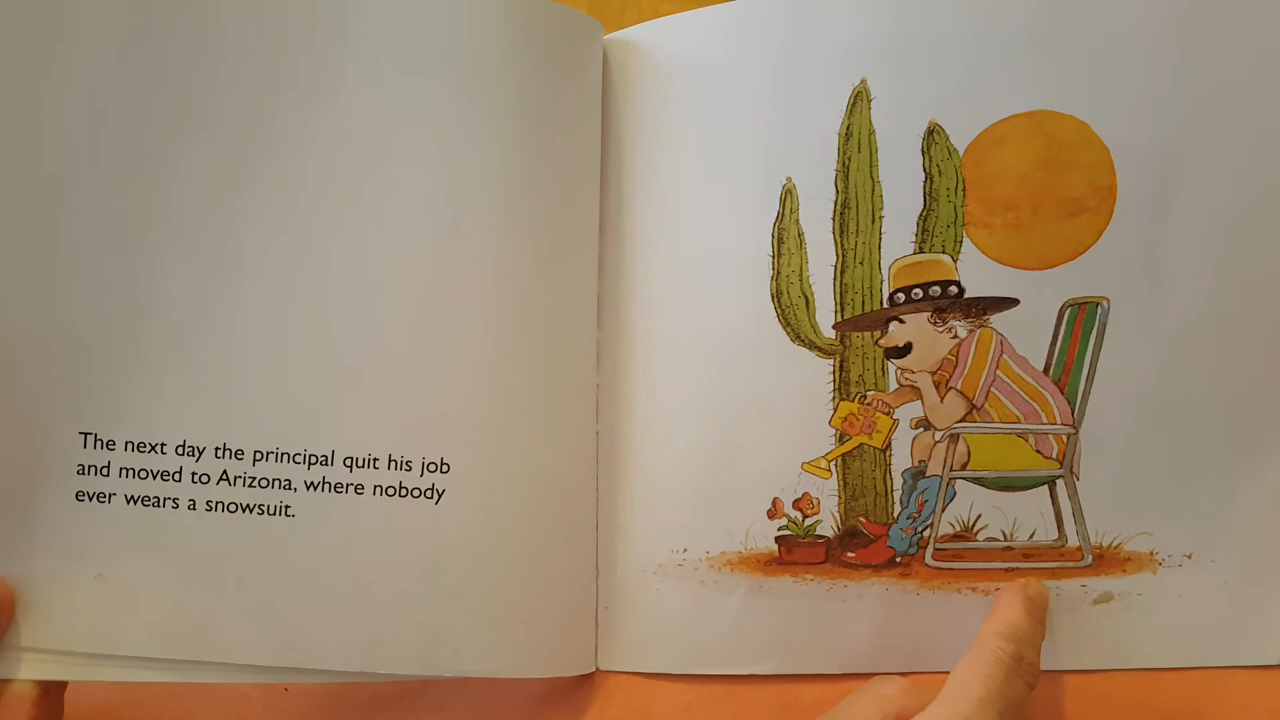 The next day the principal quit his job
and moved to Arizona, where nobody
ever wears a snowsuit.